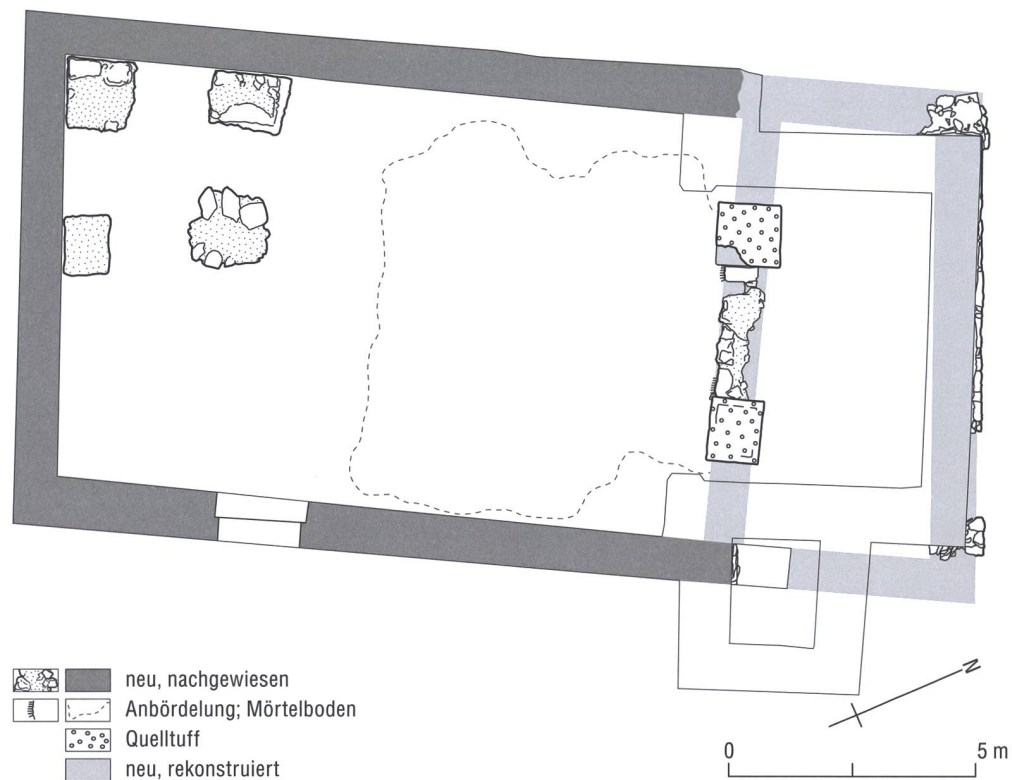 neu, nachgewiesen
Anbördelung; Mörtelboden
Quelltuff
neu, rekonstruiert
N
0 5 m